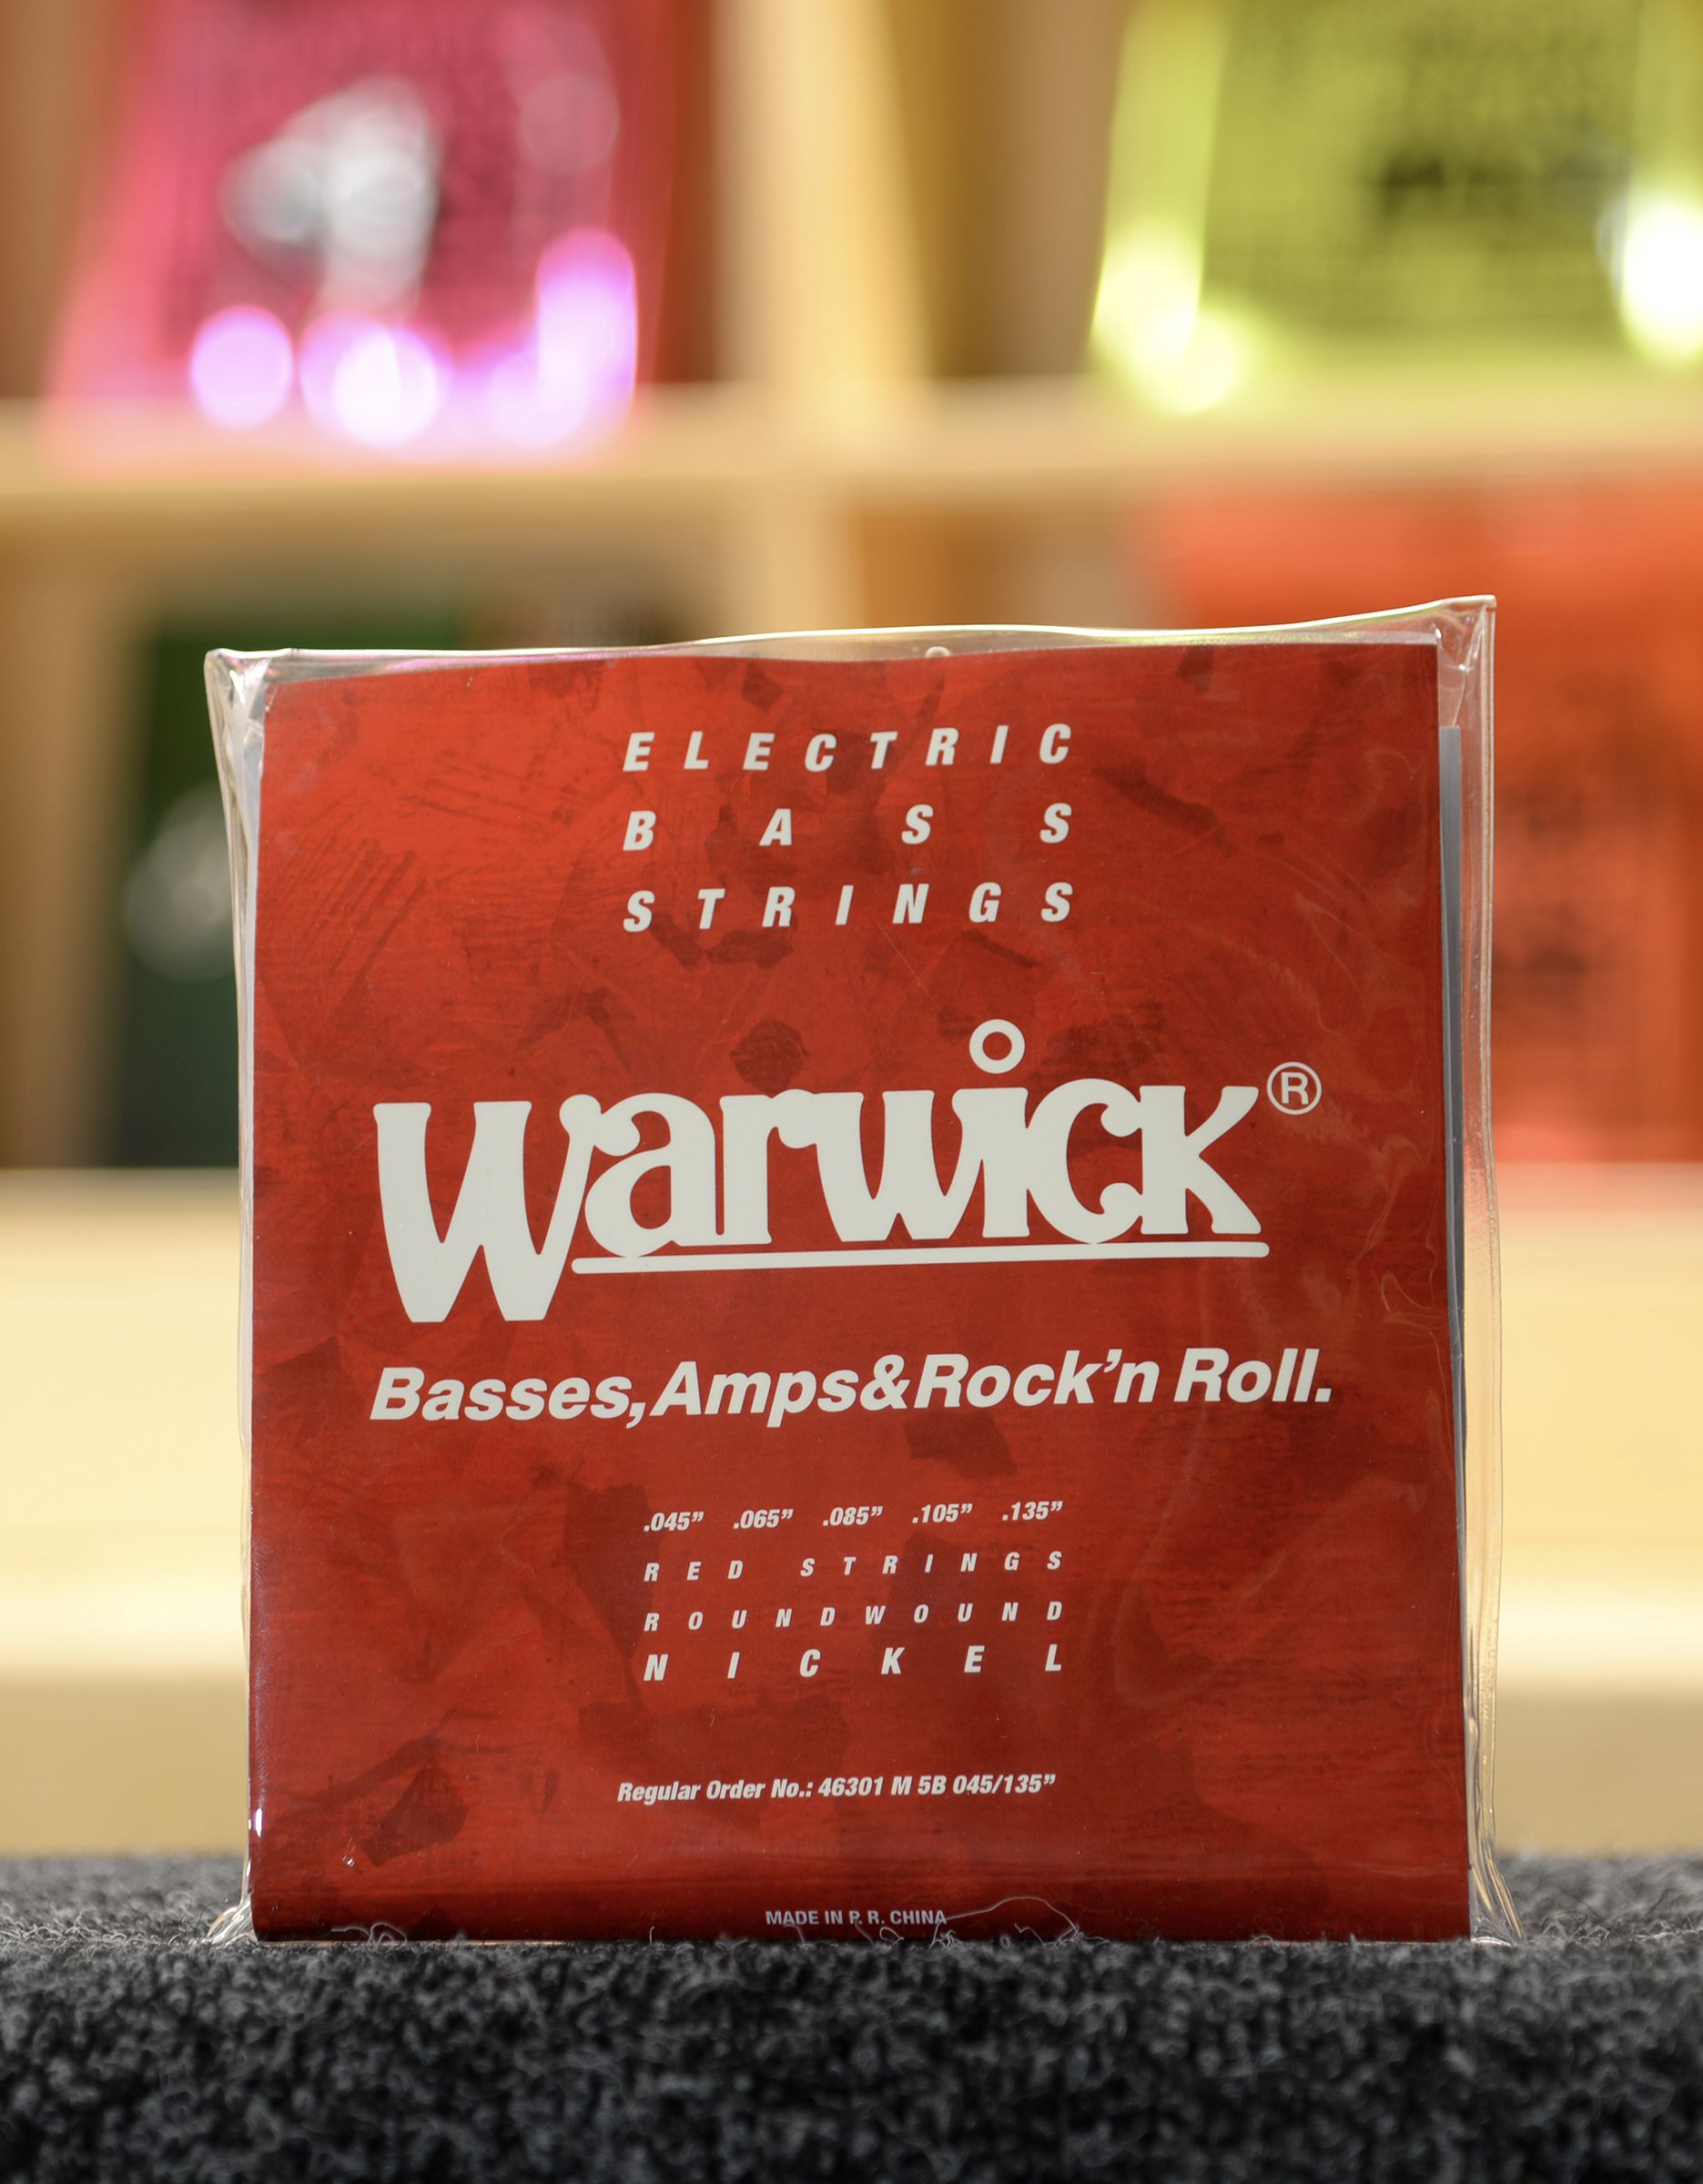 ELECTRIC
BASS
STRINGS
Warwick®
Basses, Amps & Rock’n Roll.
.045” .065” .085” .105” .135”
RED STRINGS
ROUNDWOUND
NICKEL
Regular Order No.: 46301 M 5B 045/135”
MADE IN P. R. CHINA